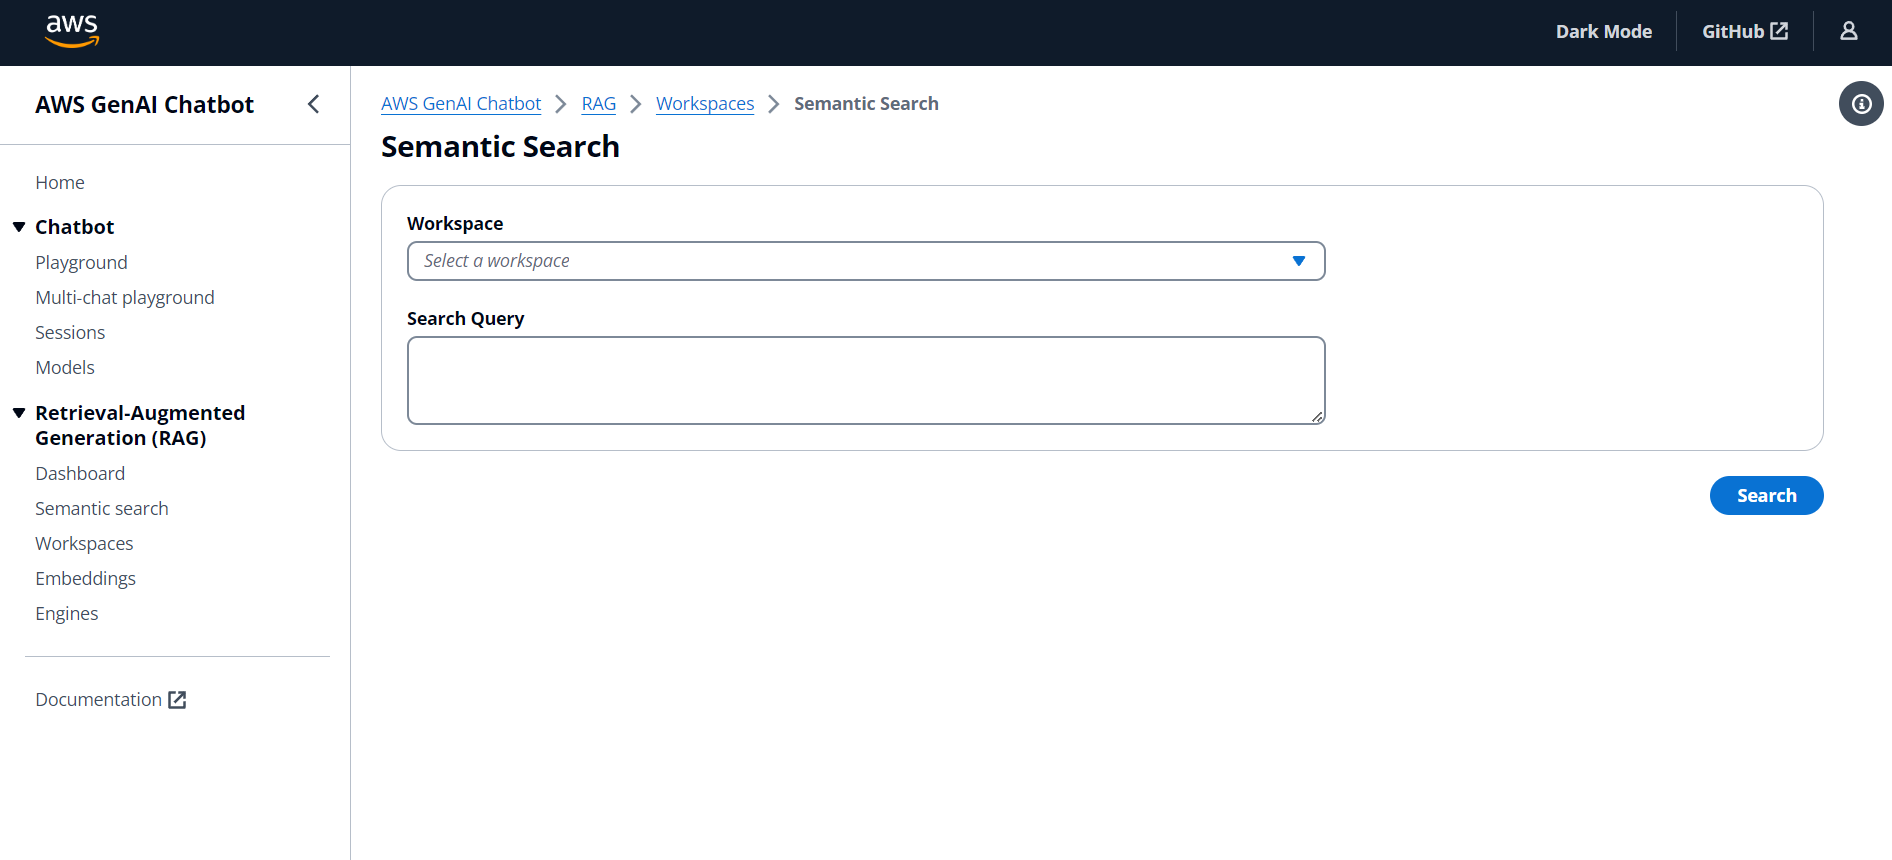 aws
Dark Mode
GitHub
AWS GenAI Chatbot
Home
Chatbot
Playground
Multi-chat playground
Sessions
Models
Retrieval-Augmented
Generation (RAG)
Dashboard
Semantic search
Workspaces
Embeddings
Engines
Documentation
AWS GenAI Chatbot > RAG > Workspaces > Semantic Search
Semantic Search
Workspace
Select a workspace
Search Query
Search